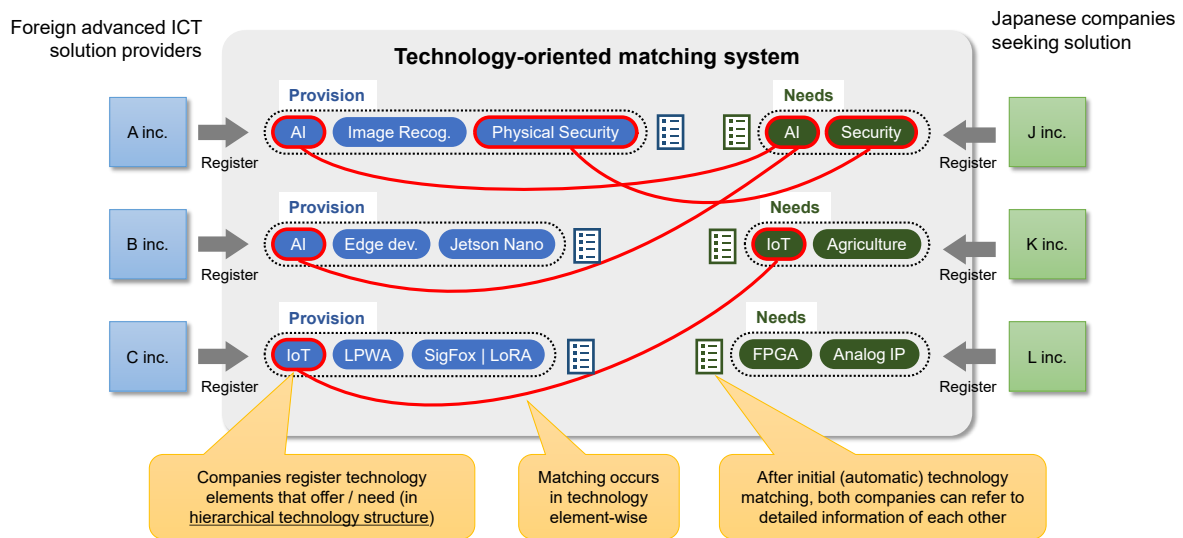 Foreign advanced ICT
solution providers
Japanese companies
seeking solution
Technology-oriented matching system
Provision
Needs
A inc.
Register
AI
Image Recog.
Physical Security
AI
Security
Register
J inc.
Provision
Needs
B inc.
Register
AI
Edge dev.
Jetson Nano
IoT
Agriculture
Register
K inc.
Provision
Needs
C inc.
Register
IoT
LPWA
SigFox | LoRA
FPGA
Analog IP
Register
L inc.
Companies register technology
elements that offer / need (in
hierarchical technology structure)
Matching occurs
in technology
element-wise
After initial (automatic) technology
matching, both companies can refer to
detailed information of each other